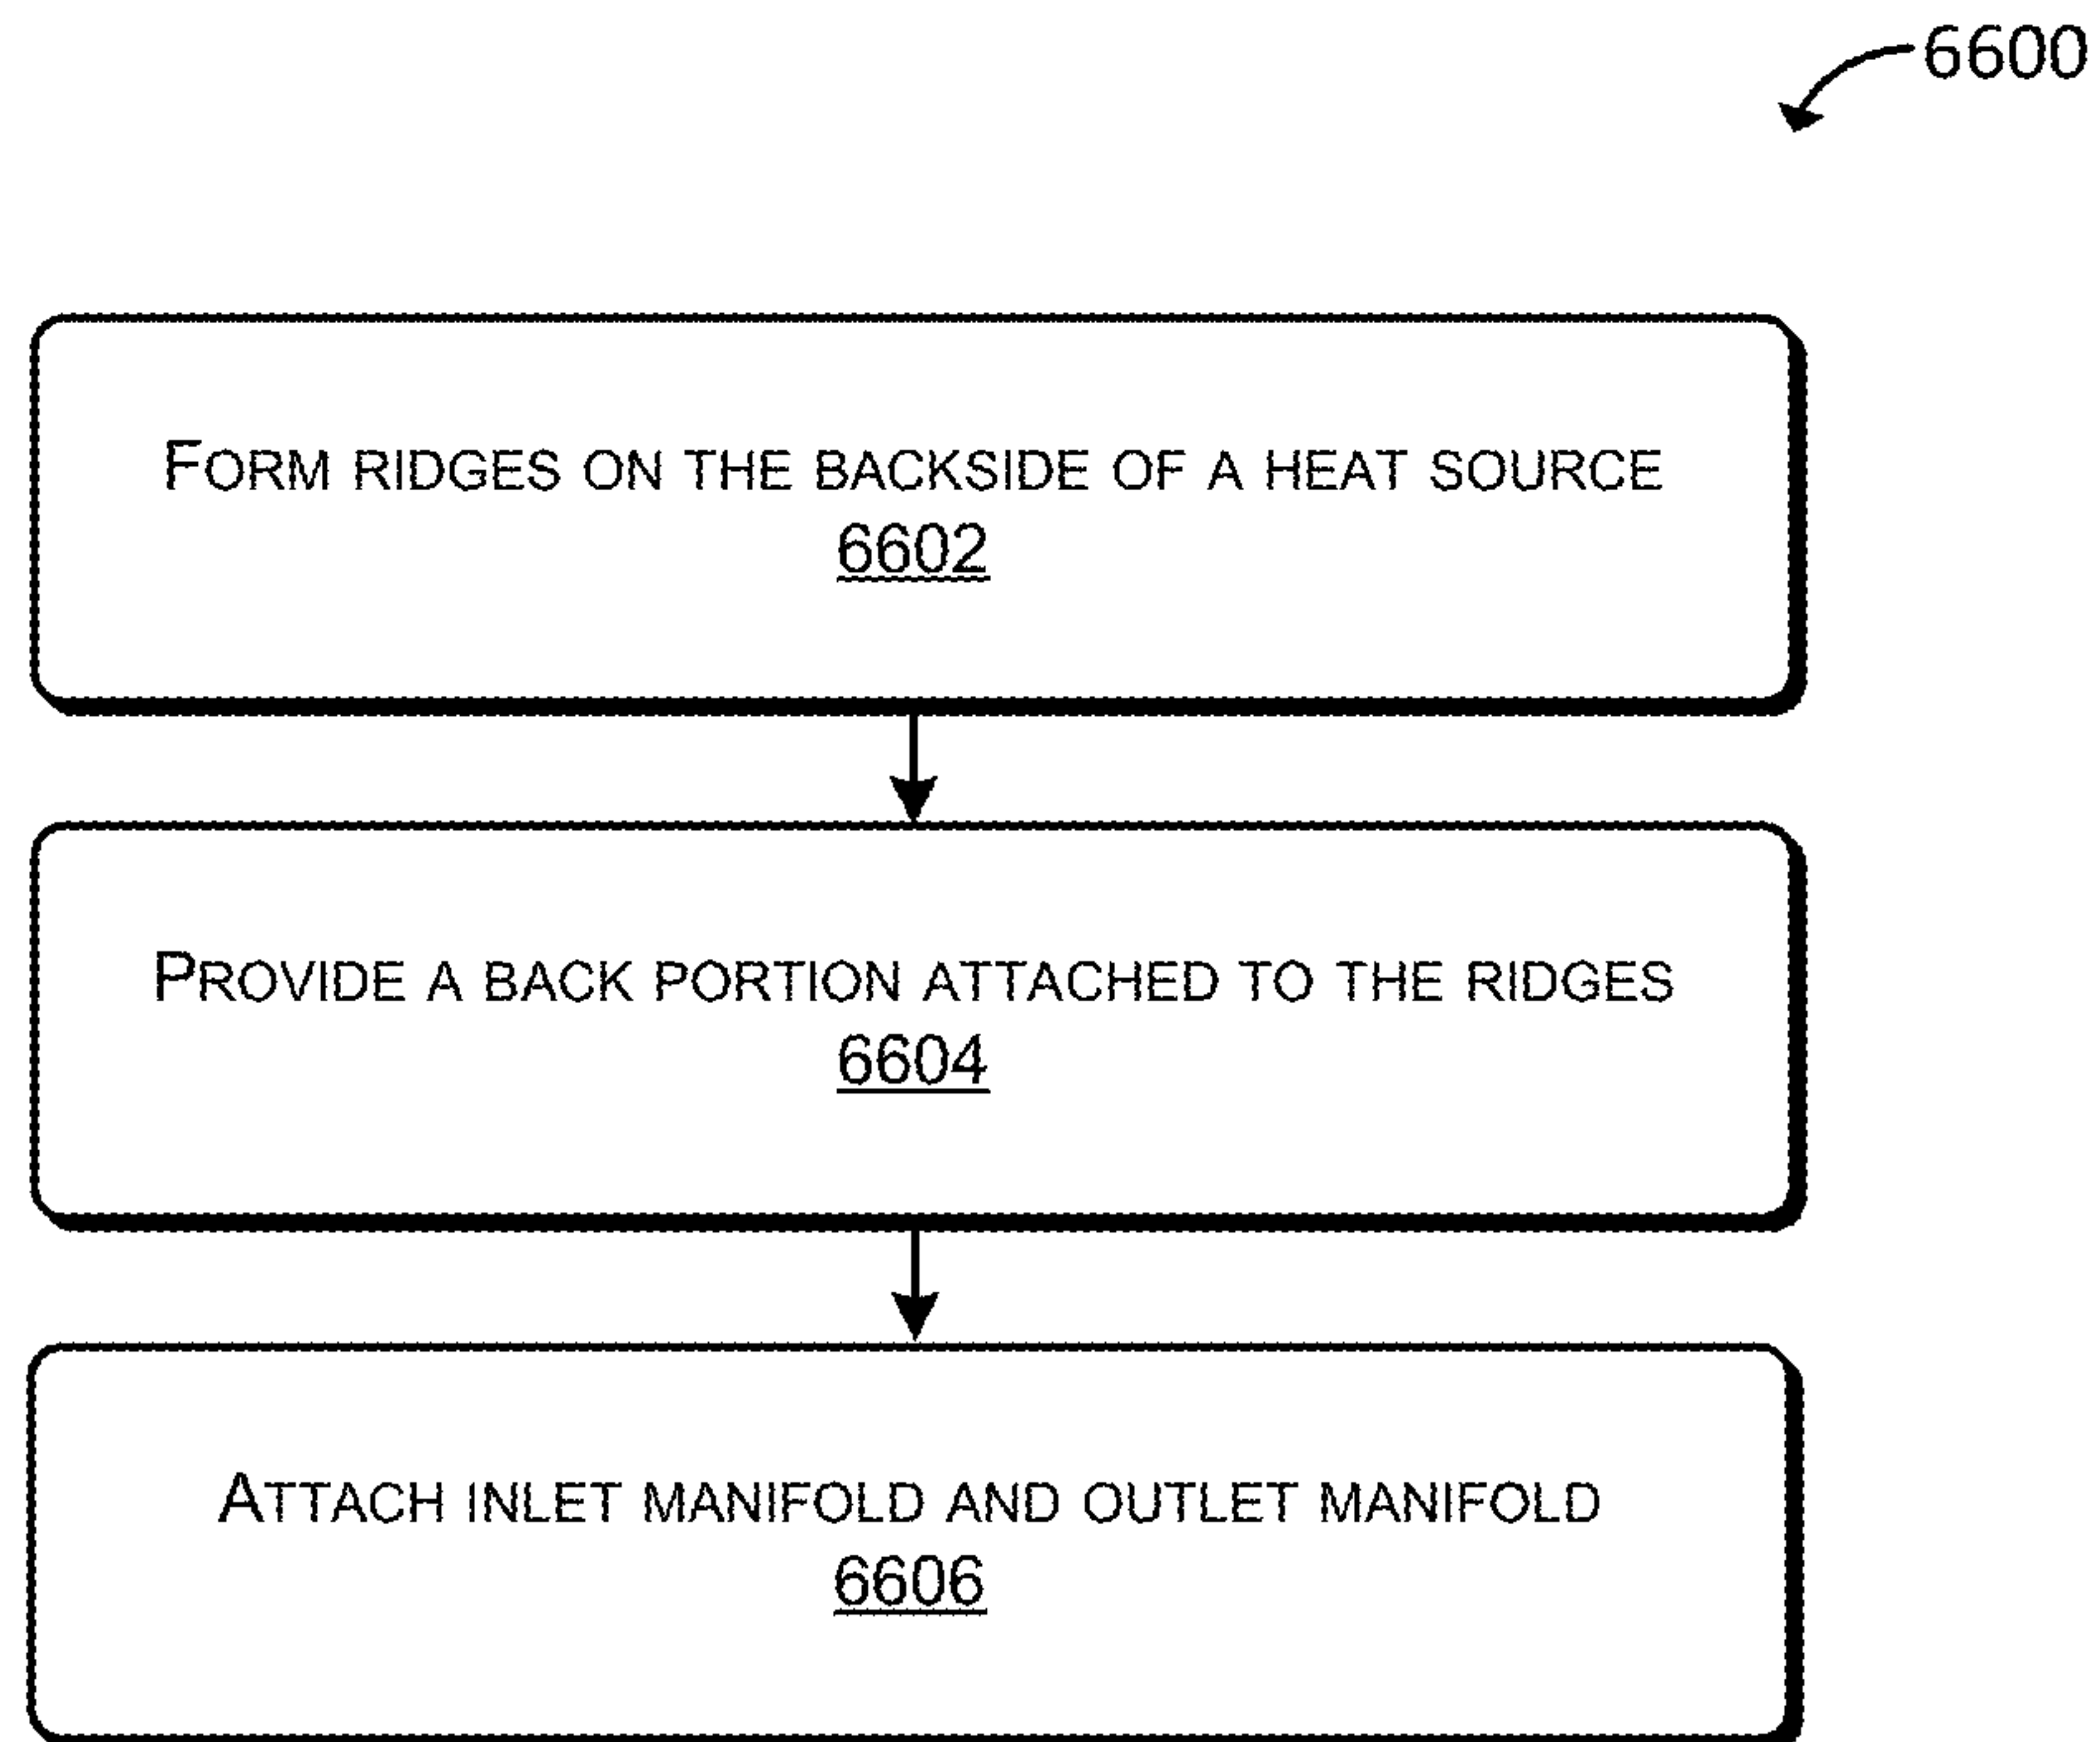 6600
FORM RIDGES ON THE BACKSIDE OF A HEAT SOURCE
6602
PROVIDE A BACK PORTION ATTACHED TO THE RIDGES
6604
ATTACH INLET MANIFOLD AND OUTLET MANIFOLD
6606